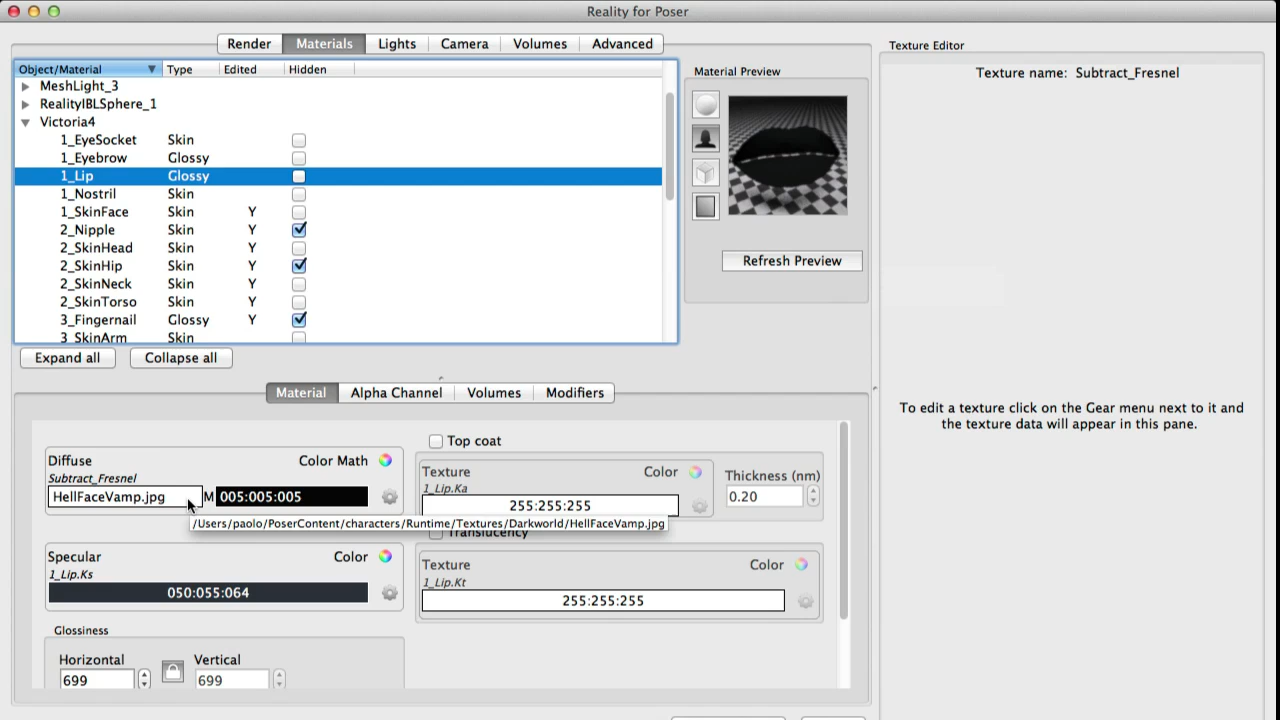 Reality for Poser
Render Materials Lights Camera Volumes Advanced
Object/Material Type Edited Hidden
MeshLight_3
RealityIBLSphere_1
Victoria4
1_EyeSocket Skin
1_Eyebrow Glossy
1_Lip Glossy
1_Nostril Skin
1_SkinFace Skin Y
2_Nipple Skin Y
2_SkinHead Skin Y
2_SkinHip Skin Y
2_SkinNeck Skin Y
2_SkinTorso Skin Y
3_Fingernail Glossy Y
3_SkinArm Skin
Expand all Collapse all
Material Preview
Refresh Preview
Texture Editor
Texture name: Subtract_Fresnel
To edit a texture click on the Gear menu next to it and
the texture data will appear in this pane.
Material Alpha Channel Volumes Modifiers
Diffuse Color Math
Subtract_Fresnel
HellFaceVamp.jpg M 005:005:005
/Users/paolo/PoserContent/characters/Runtime/Textures/Darkworld/HellFaceVamp.jpg
Top coat
Texture Color
1_Lip.Ka
255:255:255
Thickness (nm)
0.20
Specular Color
1_Lip.Ks
050:055:064
Translucency
Texture Color
1_Lip.Kt
255:255:255
Glossiness
Horizontal Vertical
699 699